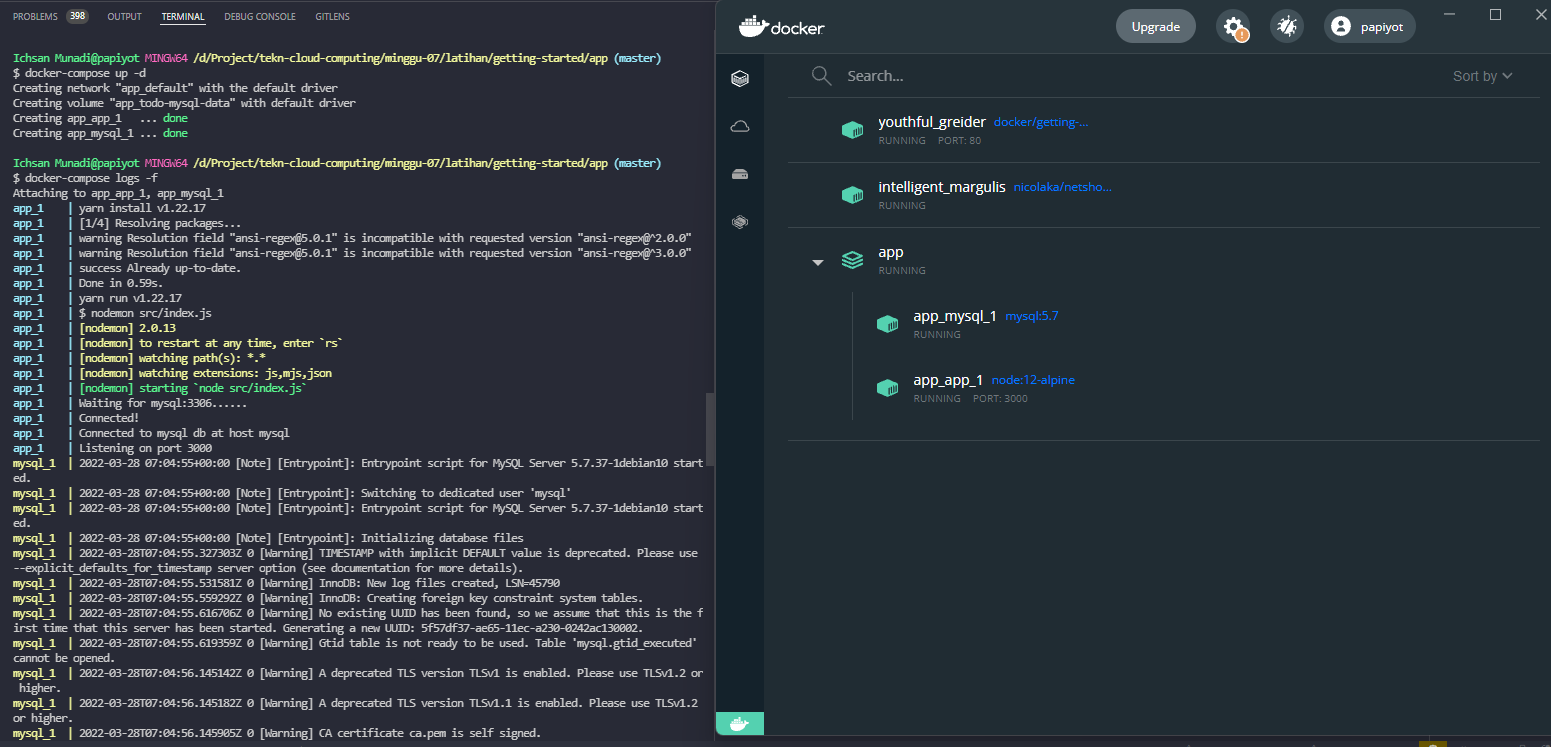 PROBLEMS 398 OUTPUT TERMINAL DEBUG CONSOLE GITLENS
Ichsan Munadi@papiyot MINGW64 /d/Project/tekn-cloud-computing/minggu-07/latihan/getting-started/app (master)
$ docker-compose up -d
Creating network "app_default" with the default driver
Creating volume "app_todo-mysql-data" with default driver
Creating app_app_1 ... done
Creating app_mysql_1 ... done
Ichsan Munadi@papiyot MINGW64 /d/Project/tekn-cloud-computing/minggu-07/latihan/getting-started/app (master)
$ docker-compose logs -f
Attaching to app_app_1, app_mysql_1
app_1 | yarn install v1.22.17
app_1 | [1/4] Resolving packages...
app_1 | warning Resolution field "ansi-regex@5.0.1" is incompatible with requested version "ansi-regex@^2.0.0"
app_1 | warning Resolution field "ansi-regex@5.0.1" is incompatible with requested version "ansi-regex@^3.0.0"
app_1 | success Already up-to-date.
app_1 | Done in 0.59s.
app_1 | yarn run v1.22.17
app_1 | $ nodemon src/index.js
app_1 | [nodemon] 2.0.13
app_1 | [nodemon] to restart at any time, enter `rs`
app_1 | [nodemon] watching path(s): *.*
app_1 | [nodemon] watching extensions: js,mjs,json
app_1 | [nodemon] starting `node src/index.js`
app_1 | Waiting for mysql:3306......
app_1 | Connected!
app_1 | Connected to mysql db at host mysql
app_1 | Listening on port 3000
mysql_1 | 2022-03-28 07:04:55+00:00 [Note] [Entrypoint]: Entrypoint script for MySQL Server 5.7.37-1debian10 start
ed.
mysql_1 | 2022-03-28 07:04:55+00:00 [Note] [Entrypoint]: Switching to dedicated user 'mysql'
mysql_1 | 2022-03-28 07:04:55+00:00 [Note] [Entrypoint]: Entrypoint script for MySQL Server 5.7.37-1debian10 start
ed.
mysql_1 | 2022-03-28 07:04:55+00:00 [Note] [Entrypoint]: Initializing database files
mysql_1 | 2022-03-28T07:04:55.327303Z 0 [Warning] TIMESTAMP with implicit DEFAULT value is deprecated. Please use
--explicit_defaults_for_timestamp server option (see documentation for more details).
mysql_1 | 2022-03-28T07:04:55.531581Z 0 [Warning] InnoDB: New log files created, LSN=45790
mysql_1 | 2022-03-28T07:04:55.559292Z 0 [Warning] InnoDB: Creating foreign key constraint system tables.
mysql_1 | 2022-03-28T07:04:55.616706Z 0 [Warning] No existing UUID has been found, so we assume that this is the f
irst time that this server has been started. Generating a new UUID: 5f57df37-ae65-11ec-a230-0242ac130002.
mysql_1 | 2022-03-28T07:04:55.619359Z 0 [Warning] Gtid table is not ready to be used. Table 'mysql.gtid_executed'
cannot be opened.
mysql_1 | 2022-03-28T07:04:56.145142Z 0 [Warning] A deprecated TLS version TLSv1 is enabled. Please use TLSv1.2 or
higher.
mysql_1 | 2022-03-28T07:04:56.145182Z 0 [Warning] A deprecated TLS version TLSv1.1 is enabled. Please use TLSv1.2
or higher.
mysql_1 | 2022-03-28T07:04:56.145905Z 0 [Warning] CA certificate ca.pem is self signed.
docker
Upgrade
papiyot
Search...
Sort by
youthful_greider docker/getting-...
RUNNING PORT: 80
intelligent_margulis nicolaka/netsho...
RUNNING
app
RUNNING
app_mysql_1 mysql:5.7
RUNNING
app_app_1 node:12-alpine
RUNNING PORT: 3000